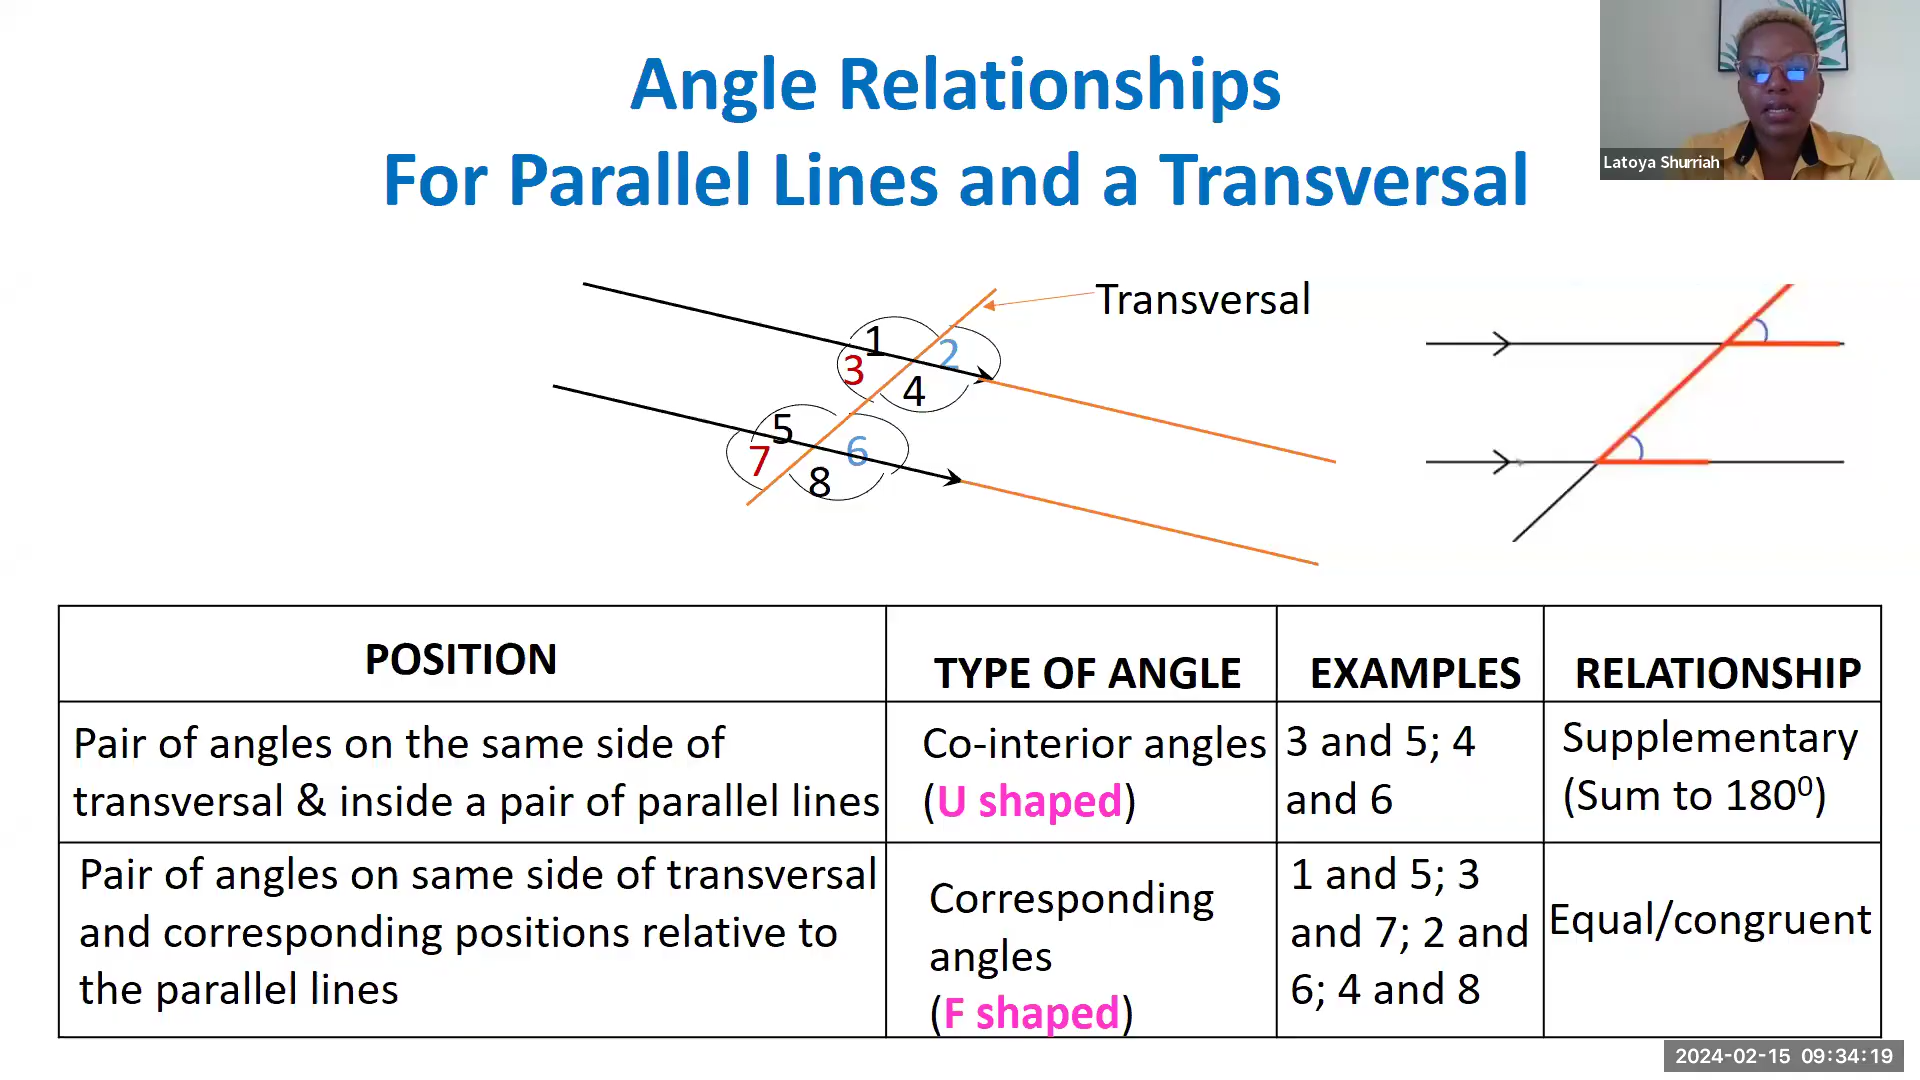 Angle Relationships
For Parallel Lines and a Transversal
Latoya Shurriah
Transversal
1
2
3
4
5
6
7
8
POSITION
TYPE OF ANGLE
EXAMPLES
RELATIONSHIP
Pair of angles on the same side of
transversal & inside a pair of parallel lines
Co-interior angles
(U shaped)
3 and 5; 4
and 6
Supplementary
(Sum to 180⁰)
Pair of angles on same side of transversal
and corresponding positions relative to
the parallel lines
Corresponding
angles
(F shaped)
1 and 5; 3
and 7; 2 and
6; 4 and 8
Equal/congruent
2024-02-15 09:34:19